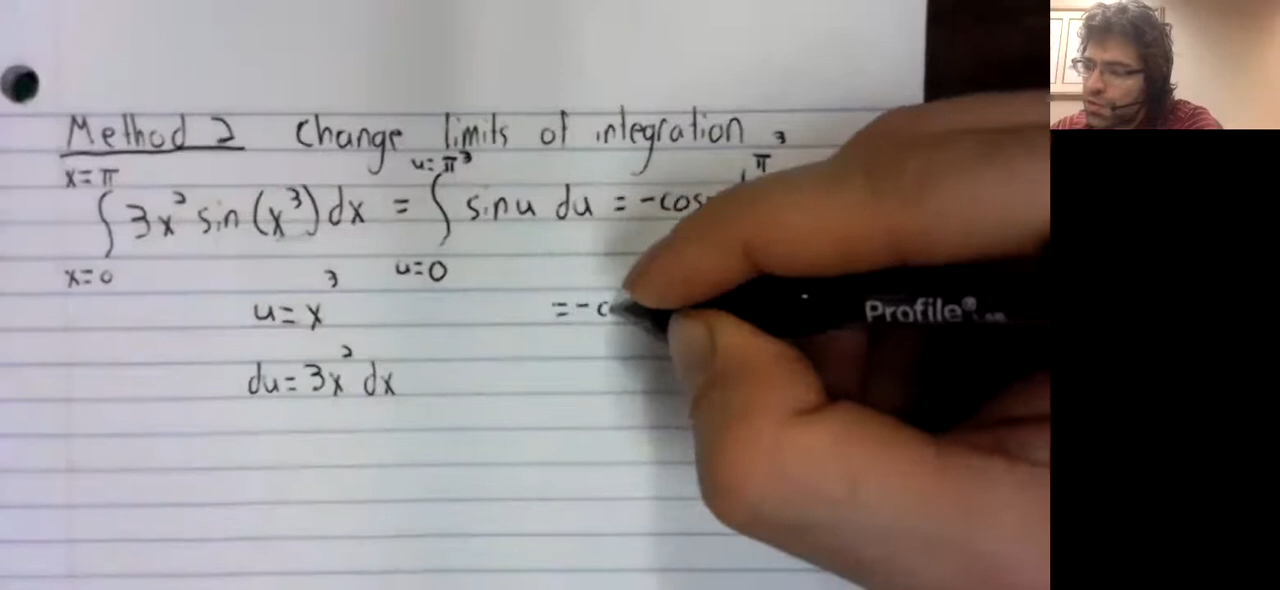 Method 2 Change limits of integration
x=π u=π³ π³
∫ 3x² sin(x³) dx = ∫ sin u du = -cos
x=0 u=0
u=x³ =-c
du=3x² dx
Profile®